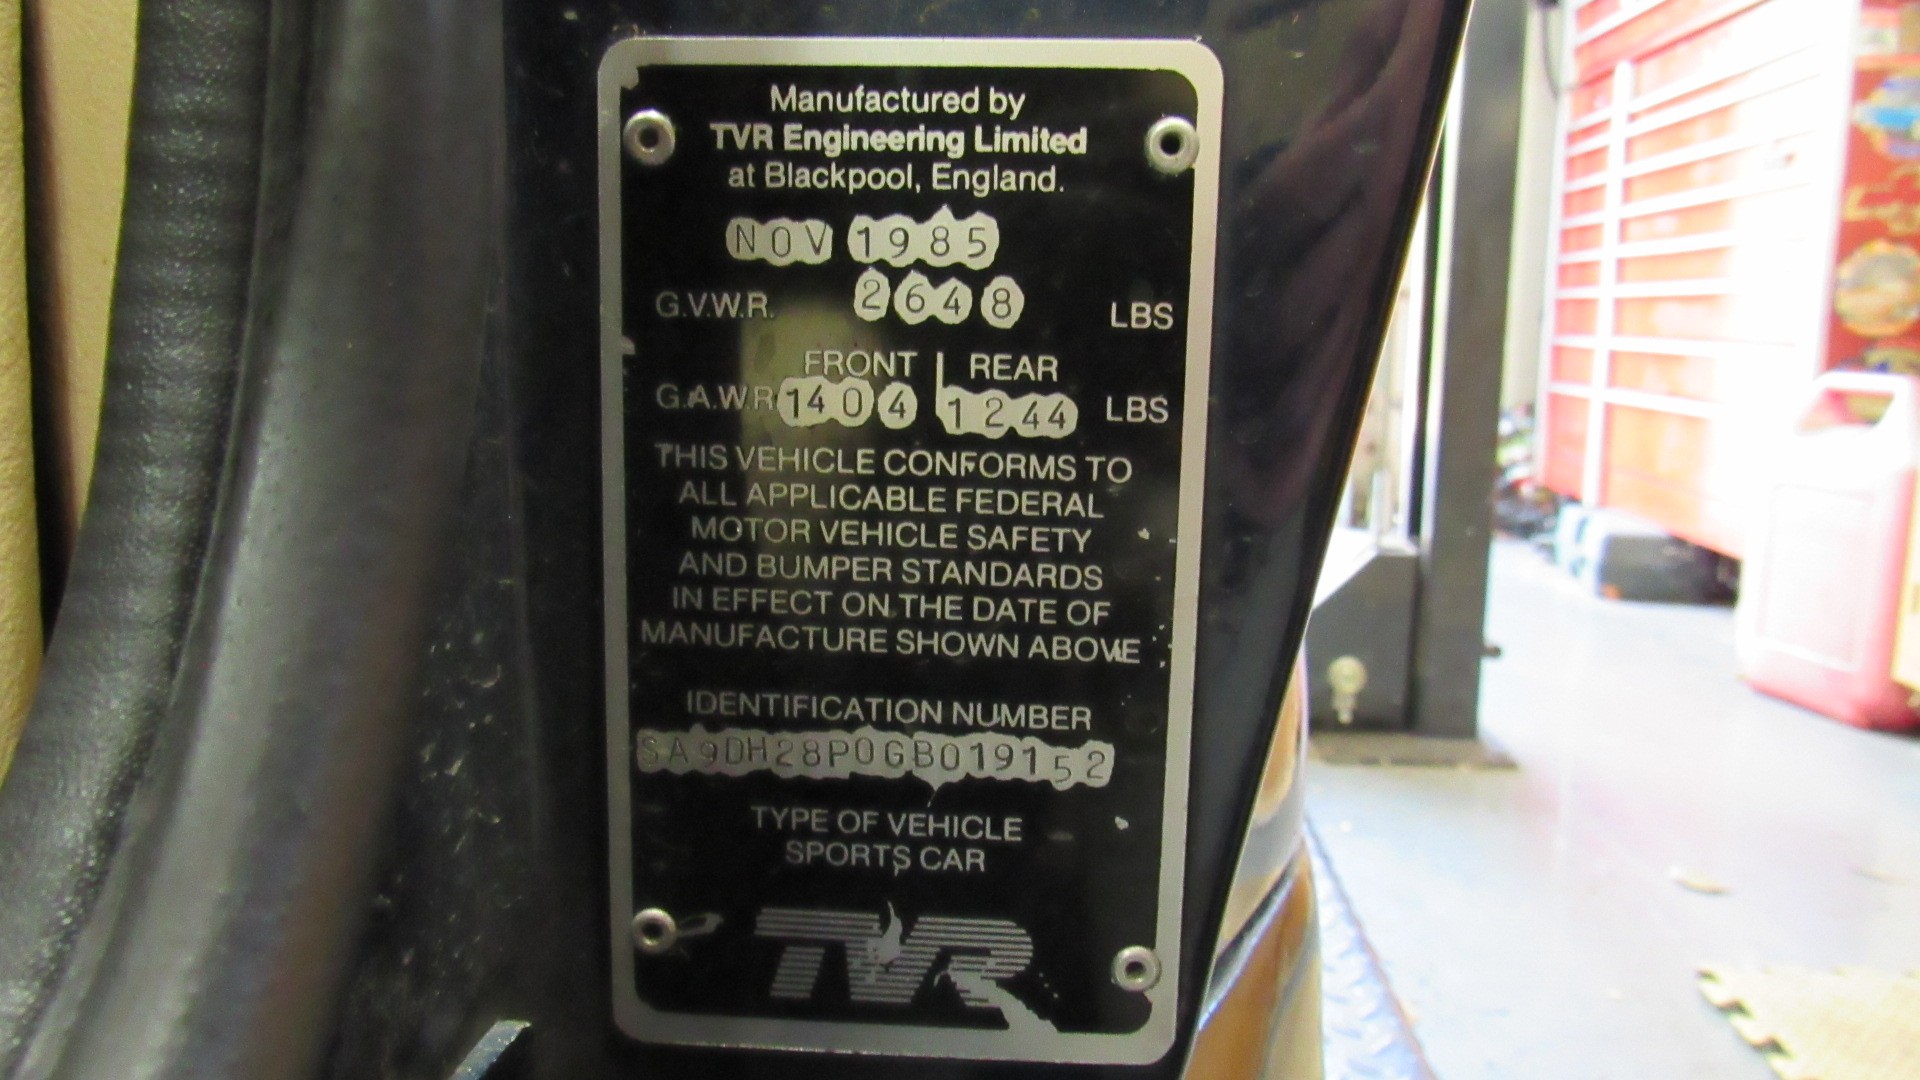 Manufactured by
TVR Engineering Limited
at Blackpool, England.
NOV 1985
G.V.W.R. 2648 LBS
FRONT | REAR
G.A.W.R 1404 1244 LBS
THIS VEHICLE CONFORMS TO
ALL APPLICABLE FEDERAL
MOTOR VEHICLE SAFETY
AND BUMPER STANDARDS
IN EFFECT ON THE DATE OF
MANUFACTURE SHOWN ABOVE
IDENTIFICATION NUMBER
SA9DH28P0GB019152
TYPE OF VEHICLE
SPORTS CAR
TVR